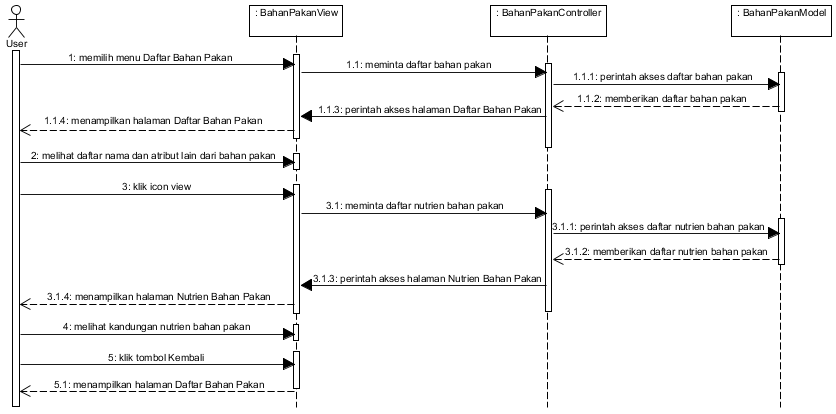 : BahanPakanView
: BahanPakanController
: BahanPakanModel
User
1: memilih menu Daftar Bahan Pakan
1.1: meminta daftar bahan pakan
1.1.1: perintah akses daftar bahan pakan
1.1.2: memberikan daftar bahan pakan
1.1.3: perintah akses halaman Daftar Bahan Pakan
1.1.4: menampilkan halaman Daftar Bahan Pakan
2: melihat daftar nama dan atribut lain dari bahan pakan
3: klik icon view
3.1: meminta daftar nutrien bahan pakan
3.1.1: perintah akses daftar nutrien bahan pakan
3.1.2: memberikan daftar nutrien bahan pakan
3.1.3: perintah akses halaman Nutrien Bahan Pakan
3.1.4: menampilkan halaman Nutrien Bahan Pakan
4: melihat kandungan nutrien bahan pakan
5: klik tombol Kembali
5.1: menampilkan halaman Daftar Bahan Pakan